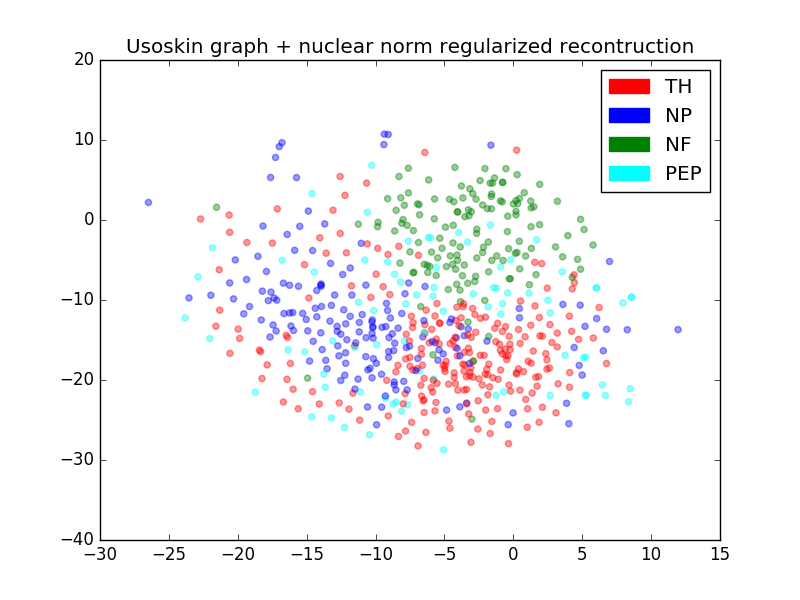 Usoskin graph + nuclear norm regularized recontruction
20
10
0
−10
−20
−30
−40
−30 −25 −20 −15 −10 −5 0 5 10 15
TH
NP
NF
PEP